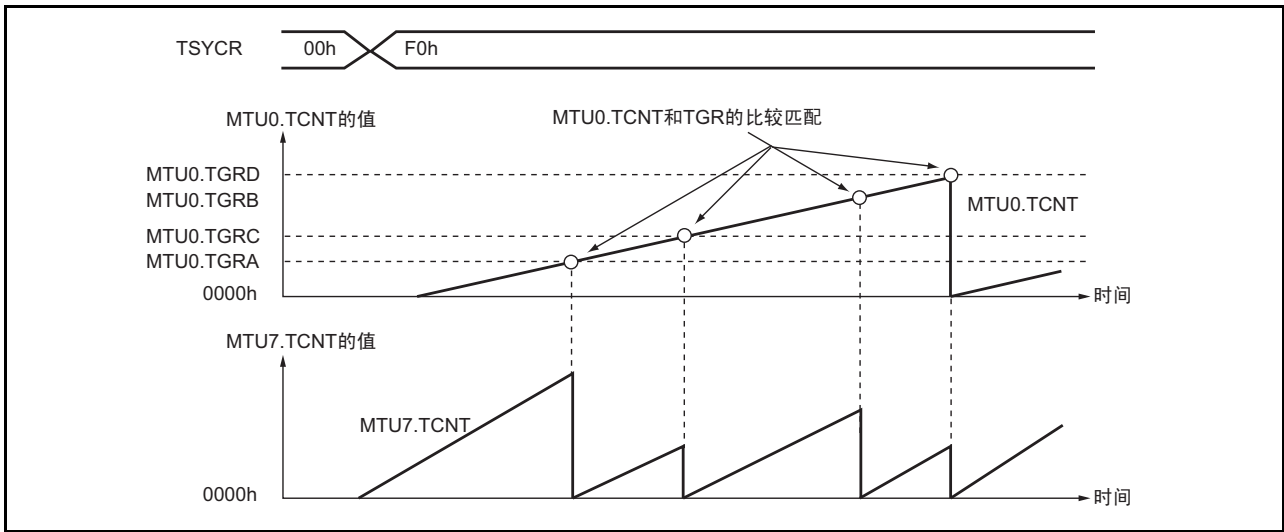 TSYCR 00h F0h
MTU0.TCNT的值
MTU0.TCNT和TGR的比较匹配
MTU0.TGRD
MTU0.TGRB
MTU0.TCNT
MTU0.TGRC
MTU0.TGRA
0000h
时间
MTU7.TCNT的值
MTU7.TCNT
0000h
时间